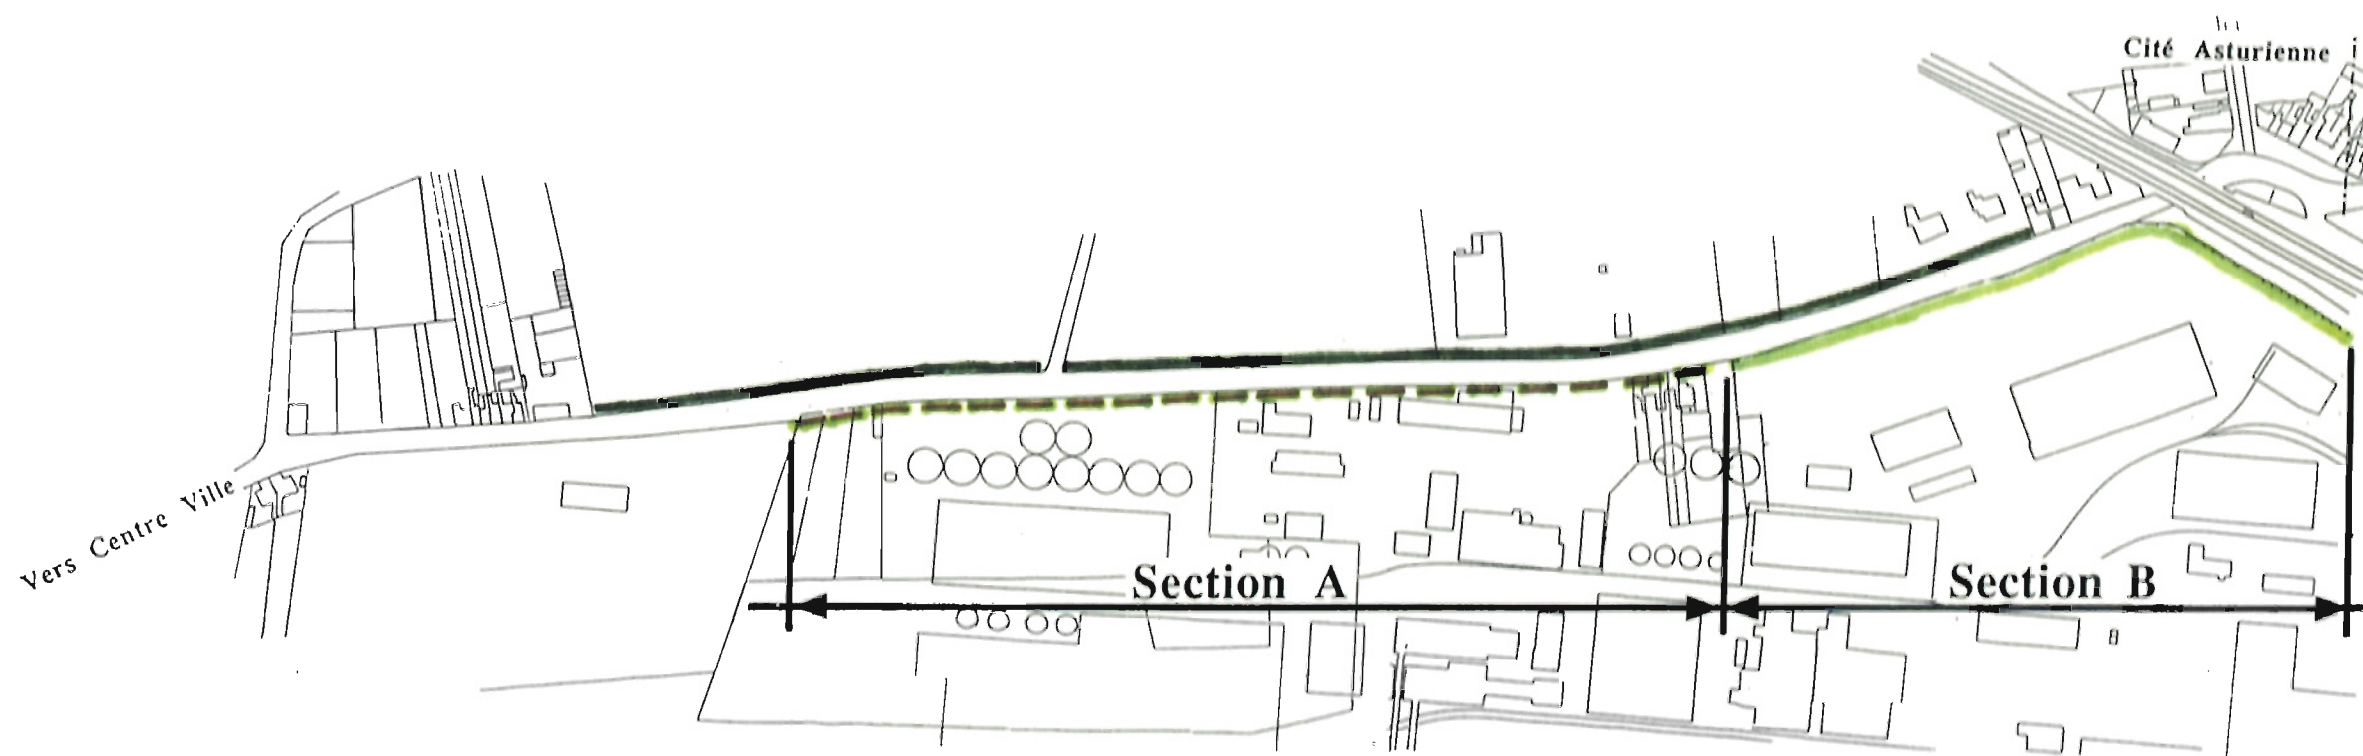 Cité Asturienne
Vers Centre Ville
Section A
Section B